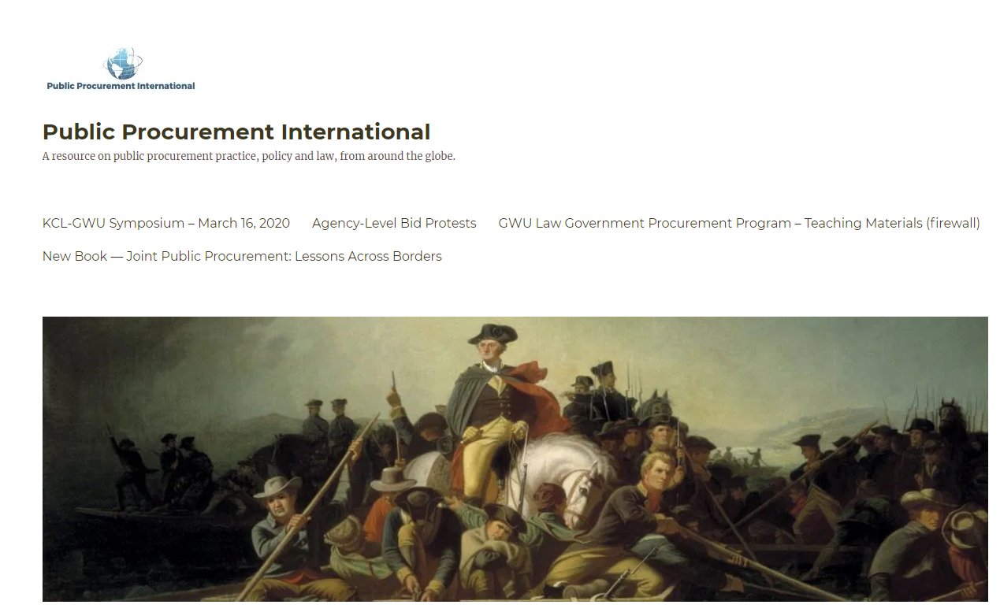 Public Procurement International
Public Procurement International
A resource on public procurement practice, policy and law, from around the globe.
KCL-GWU Symposium – March 16, 2020 Agency-Level Bid Protests GWU Law Government Procurement Program – Teaching Materials (firewall)
New Book — Joint Public Procurement: Lessons Across Borders